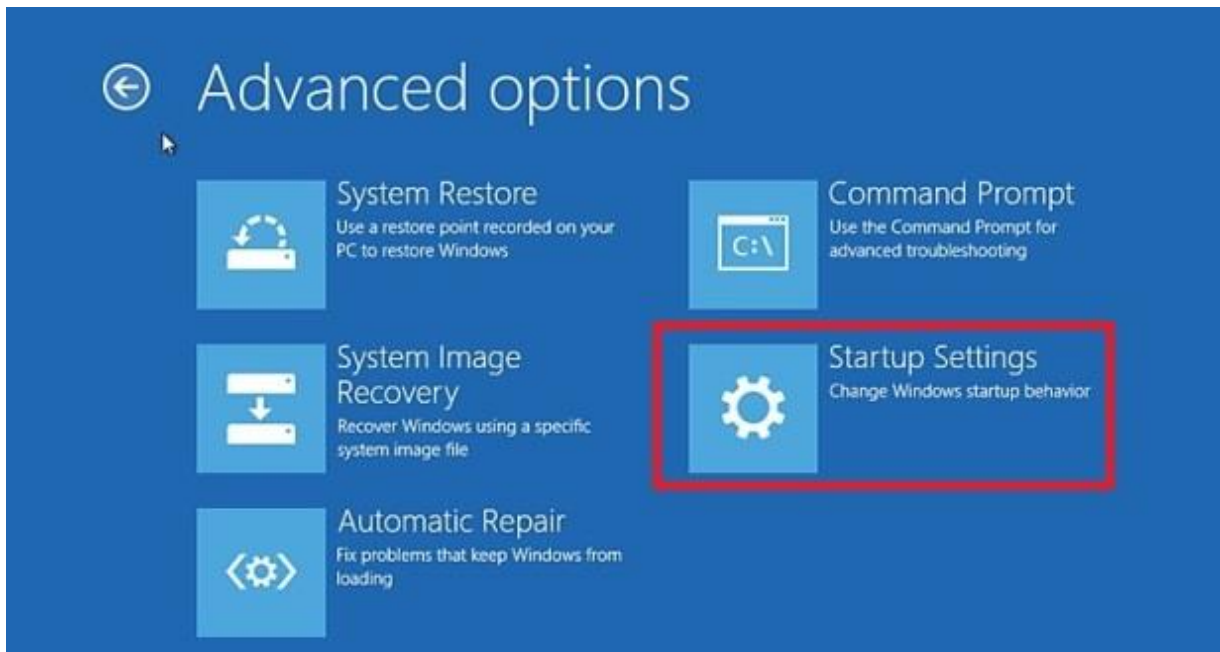 Advanced options
System Restore
Use a restore point recorded on your
PC to restore Windows
Command Prompt
Use the Command Prompt for
advanced troubleshooting
C:\
System Image
Recovery
Recover Windows using a specific
system image file
Startup Settings
Change Windows startup behavior
Automatic Repair
Fix problems that keep Windows from
loading